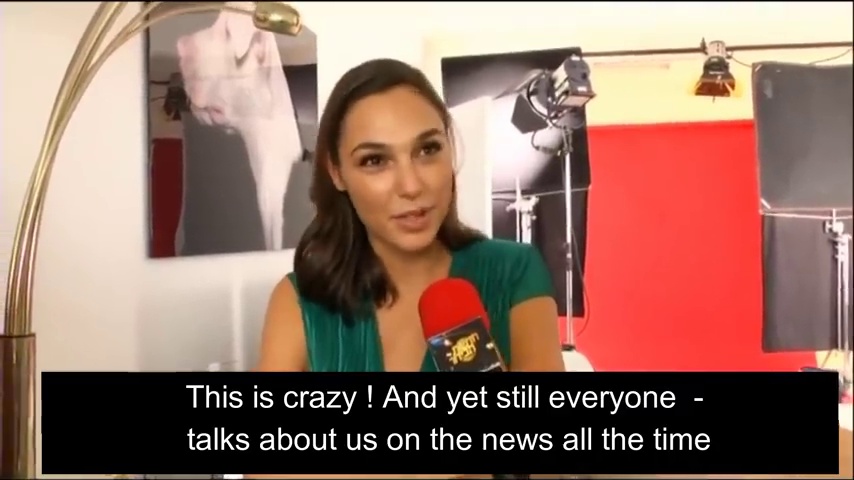 This is crazy ! And yet still everyone -
talks about us on the news all the time